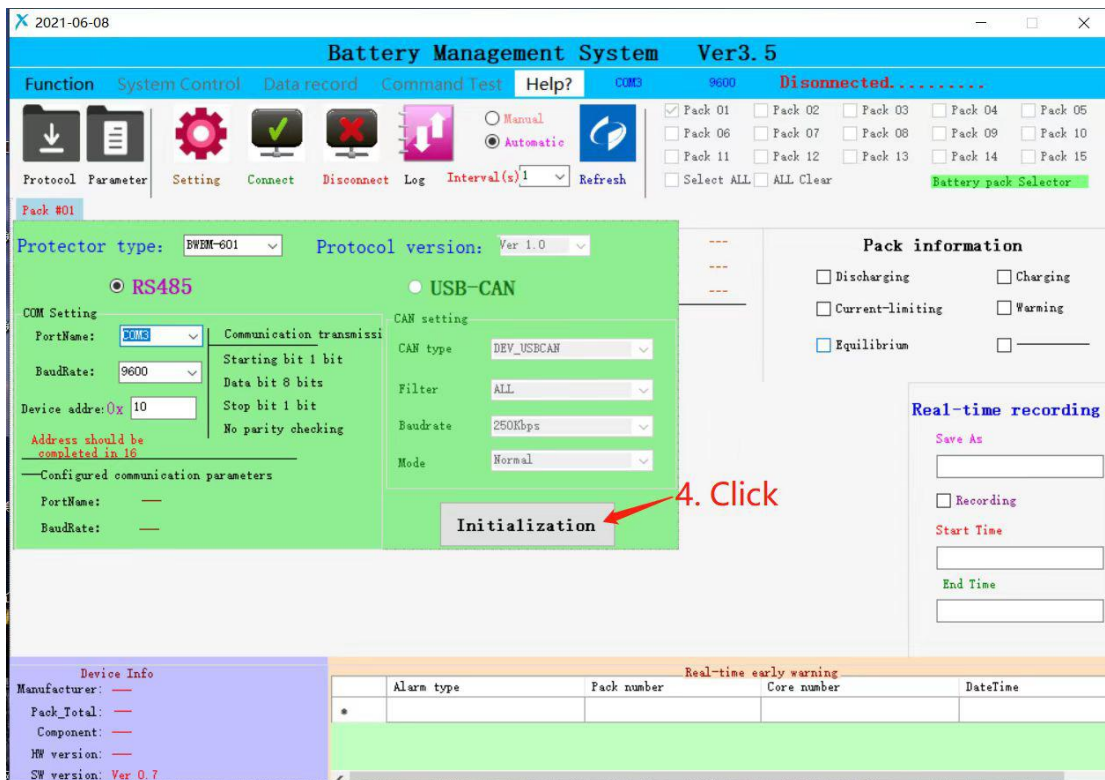 2021-06-08
Battery Management System Ver3.5
Function System Control Data record Command Test Help? COM3 9600 Disonnected..........
Manual
Automatic
Protocol Parameter Setting Connect Disconnect Log Interval(s) 1 Refresh
Pack 01 Pack 02 Pack 03 Pack 04 Pack 05
Pack 06 Pack 07 Pack 08 Pack 09 Pack 10
Pack 11 Pack 12 Pack 13 Pack 14 Pack 15
Select ALL ALL Clear Battery pack Selector
Pack #01
Protector type: BWBM-601 Protocol version: Ver 1.0
RS485 USB-CAN
COM Setting
PortName: COM3
BaudRate: 9600
Device addre:0x 10
Address should be
completed in 16
Communication transmissi
Starting bit 1 bit
Data bit 8 bits
Stop bit 1 bit
No parity checking
Configured communication parameters
PortName: —
BaudRate: —
CAN setting
CAN type DEV_USBCAN
Filter ALL
Baudrate 250Kbps
Mode Normal
Initialization
4. Click
---
---
---
Pack information
Discharging Charging
Current-limiting Warming
Equilibrium
Real-time recording
Save As
Recording
Start Time
End Time
Device Info
Manufacturer: —
Pack_Total: —
Component: —
HW version: —
SW version: Ver 0.7
Real-time early warning
Alarm type Pack number Core number DateTime
*